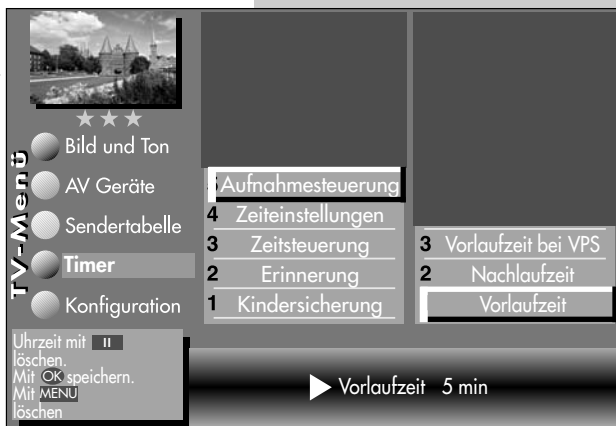 TV-Menü
Bild und Ton
AV Geräte
Sendertabelle
Timer
Konfiguration
5 Aufnahmesteuerung
4 Zeiteinstellungen
3 Zeitsteuerung
2 Erinnerung
1 Kindersicherung
3 Vorlaufzeit bei VPS
2 Nachlaufzeit
Vorlaufzeit
Uhrzeit mit II
löschen.
Mit OK speichern.
Mit MENU
löschen
Vorlaufzeit 5 min